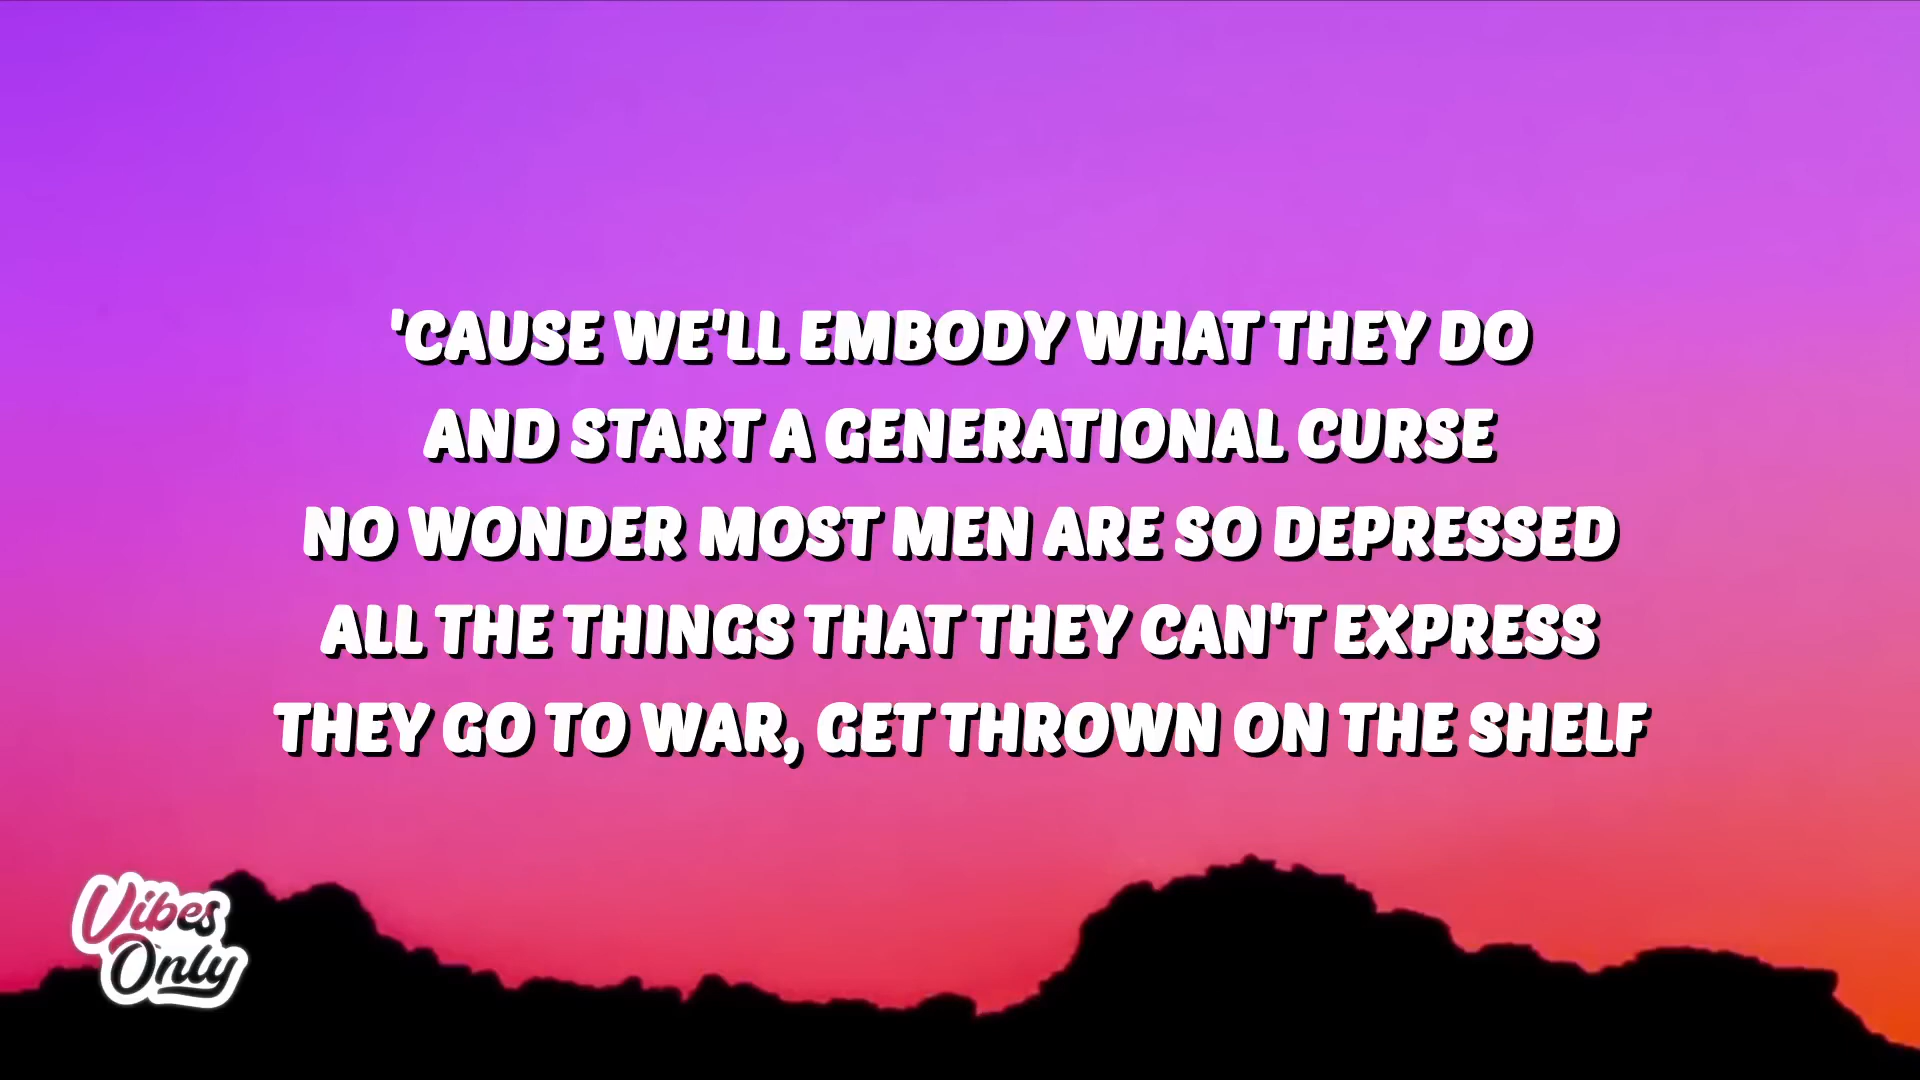 'CAUSE WE'LL EMBODY WHAT THEY DO
AND START A GENERATIONAL CURSE
NO WONDER MOST MEN ARE SO DEPRESSED
ALL THE THINGS THAT THEY CAN'T EXPRESS
THEY GO TO WAR, GET THROWN ON THE SHELF
Vibes
Only